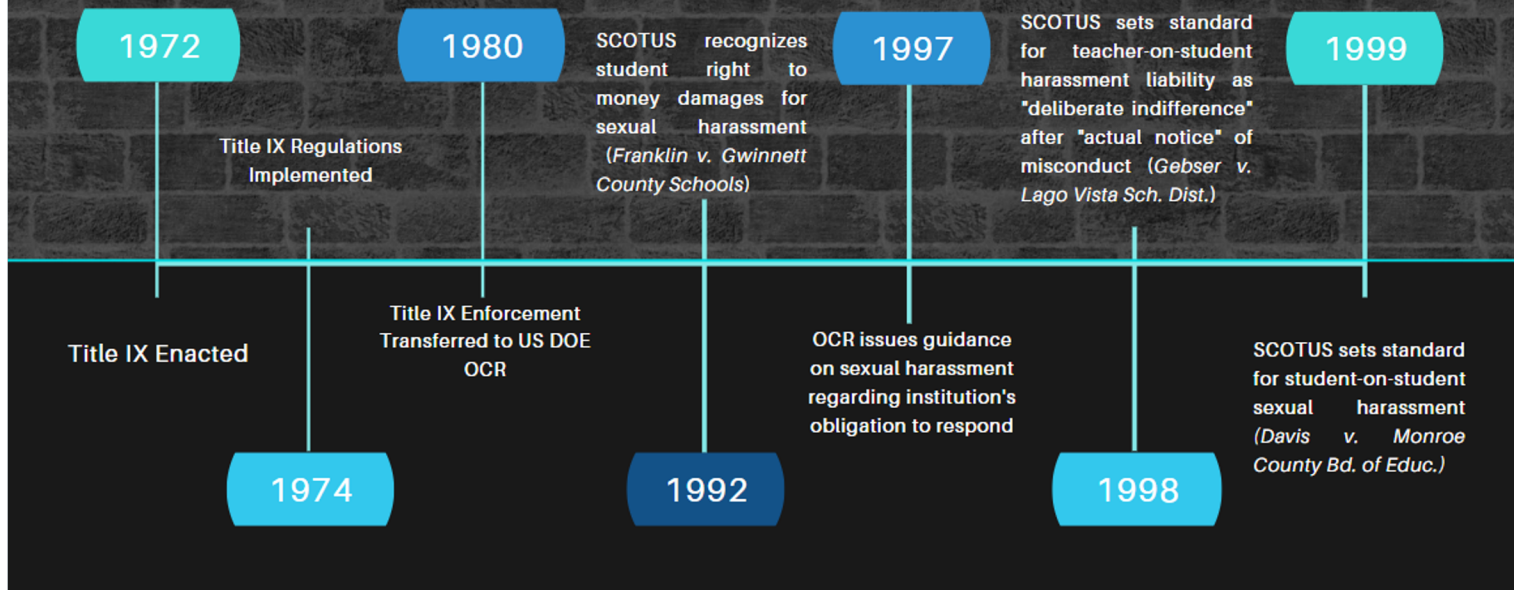 1972
Title IX Enacted
Title IX Regulations
Implemented
1974
1980
Title IX Enforcement
Transferred to US DOE
OCR
SCOTUS recognizes
student right to
money damages for
sexual harassment
(Franklin v. Gwinnett
County Schools)
1992
1997
OCR issues guidance
on sexual harassment
regarding institution's
obligation to respond
SCOTUS sets standard
for teacher-on-student
harassment liability as
"deliberate indifference"
after "actual notice" of
misconduct (Gebser v.
Lago Vista Sch. Dist.)
1998
1999
SCOTUS sets standard
for student-on-student
sexual harassment
(Davis v. Monroe
County Bd. of Educ.)